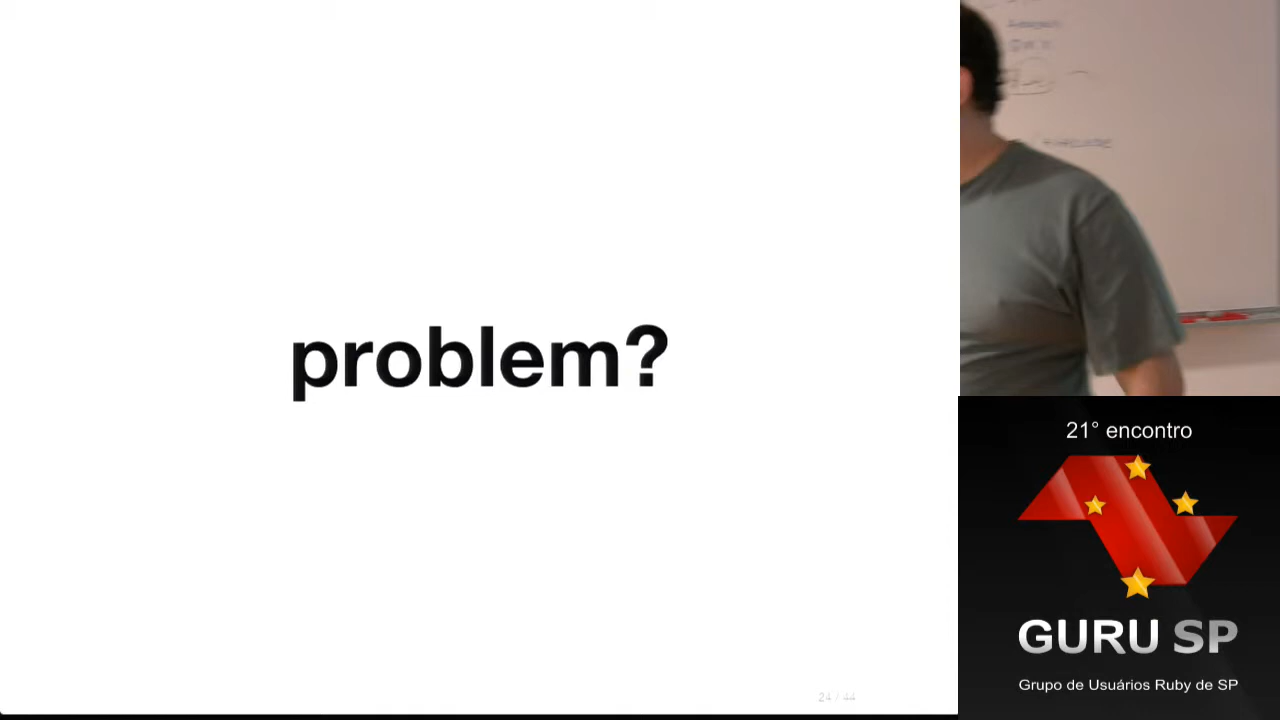 problem?
24 / 44
21° encontro
GURU SP
Grupo de Usuários Ruby de SP